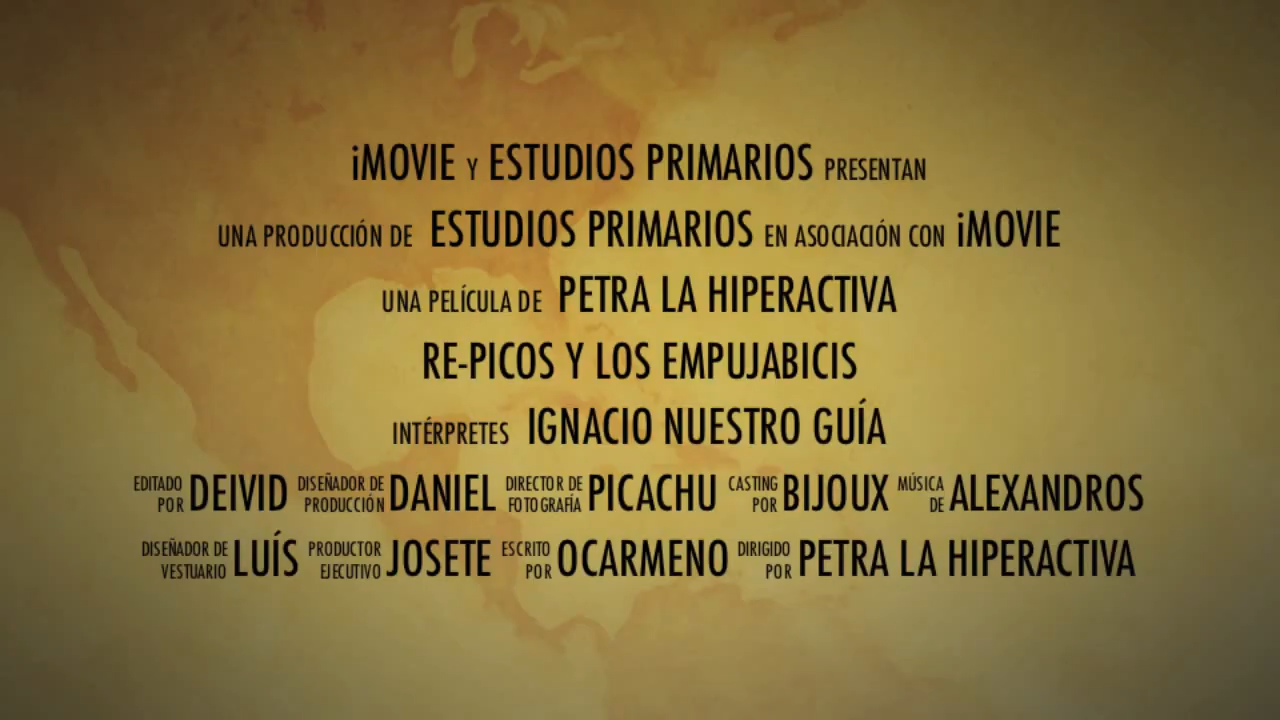 iMOVIE Y ESTUDIOS PRIMARIOS PRESENTAN
UNA PRODUCCIÓN DE ESTUDIOS PRIMARIOS EN ASOCIACIÓN CON iMOVIE
UNA PELÍCULA DE PETRA LA HIPERACTIVA
RE-PICOS Y LOS EMPUJABICIS
INTÉRPRETES IGNACIO NUESTRO GUÍA
EDITADO POR DEIVID DISEÑADOR DE PRODUCCIÓN DANIEL DIRECTOR DE FOTOGRAFÍA PICACHU CASTING POR BIJOUX MÚSICA DE ALEXANDROS
DISEÑADOR DE VESTUARIO LUÍS PRODUCTOR EJECUTIVO JOSETE ESCRITO POR OCARMENO DIRIGIDO POR PETRA LA HIPERACTIVA